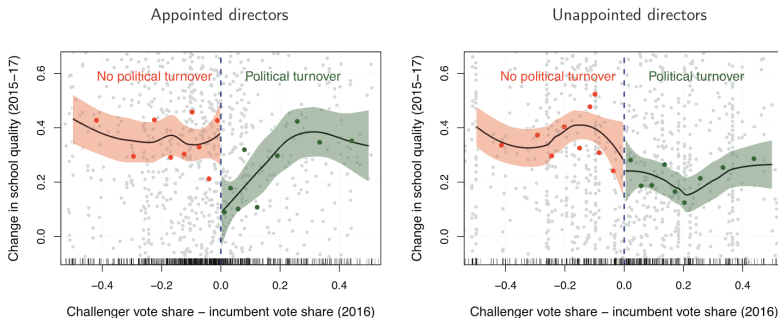 Appointed directors
Change in school quality (2015−17)
No political turnover
Political turnover
0.6
0.4
0.2
0.0
−0.4
−0.2
0.0
0.2
0.4
Challenger vote share − incumbent vote share (2016)
Unappointed directors
Change in school quality (2015−17)
No political turnover
Political turnover
0.6
0.4
0.2
0.0
−0.4
−0.2
0.0
0.2
0.4
Challenger vote share − incumbent vote share (2016)